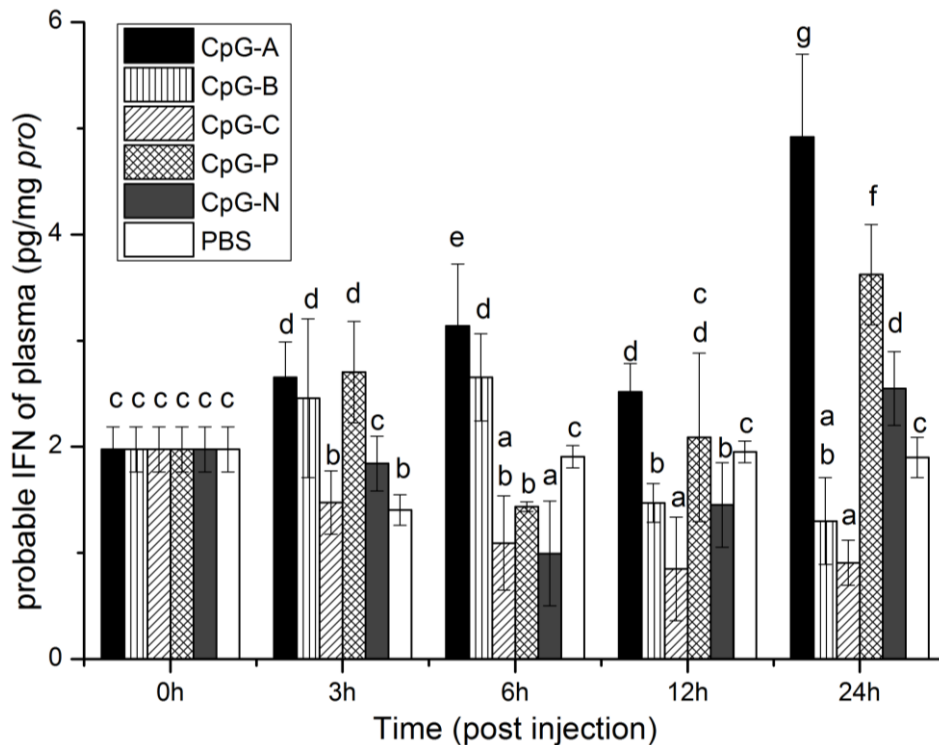 probable IFN of plasma (pg/mg pro)
6
4
2
0
CpG-A
CpG-B
CpG-C
CpG-P
CpG-N
PBS
c c c c c c
d d b d c b
e d a b b a c
d b a c d b c
g a b a f d c
0h 3h 6h 12h 24h
Time (post injection)